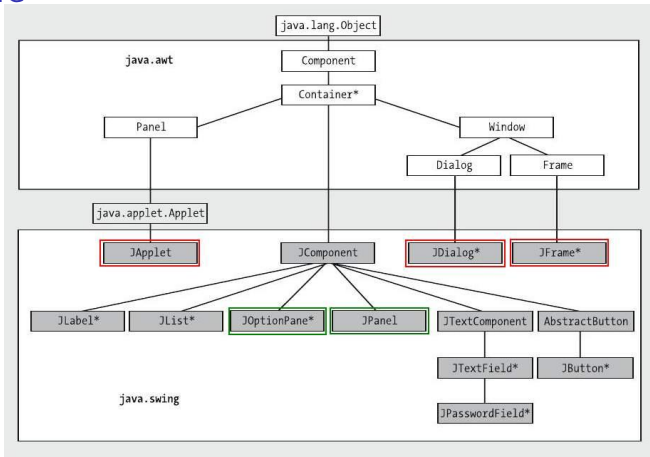 java.lang.Object
java.awt
Component
Container*
Panel
Window
Dialog
Frame
java.applet.Applet
JApplet
JComponent
JDialog*
JFrame*
JLabel*
JList*
JOptionPane*
JPanel
JTextComponent
AbstractButton
JTextField*
JButton*
java.swing
JPasswordField*